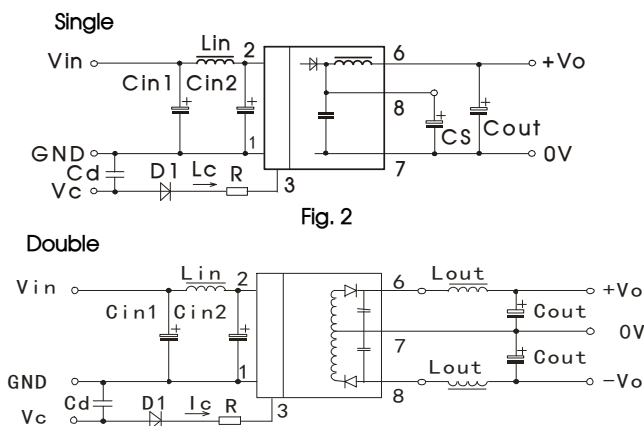 Single
Vin
Lin
2
6
+Vo
Cin1
Cin2
8
CS
Cout
GND
1
7
0V
Cd
D1
Lc
R
Vc
3
Fig. 2
Double
Vin
Lin
2
6
Lout
+Vo
Cin1
Cin2
Cout
7
0V
Cout
GND
1
8
Lout
-Vo
Cd
D1
Ic
R
Vc
3